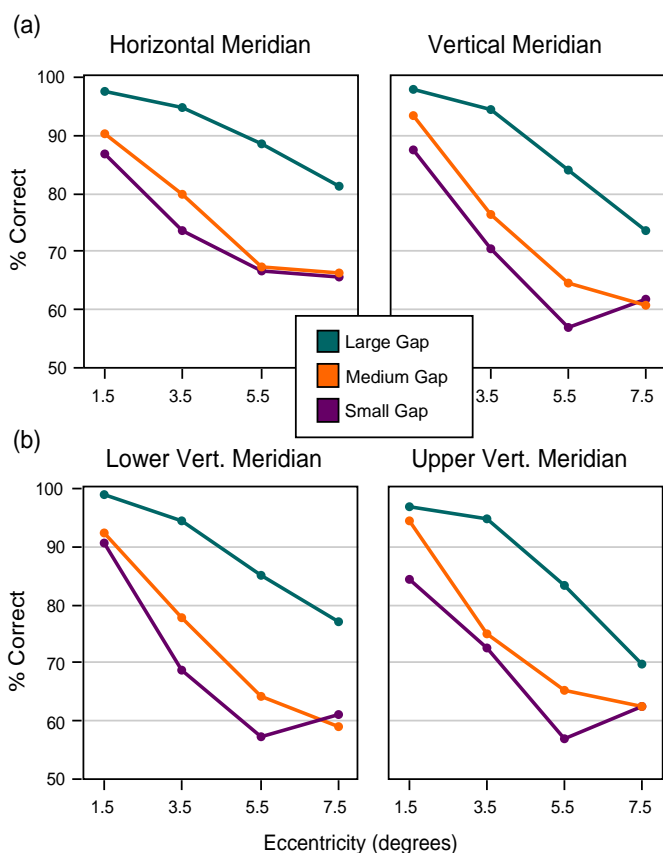 (a)
Horizontal Meridian
Vertical Meridian
100
90
80
70
60
50
% Correct
1.5
3.5
5.5
3.5
5.5
7.5
Large Gap
Medium Gap
Small Gap
(b)
Lower Vert. Meridian
Upper Vert. Meridian
100
90
80
70
60
50
% Correct
1.5
3.5
5.5
7.5
1.5
3.5
5.5
7.5
Eccentricity (degrees)